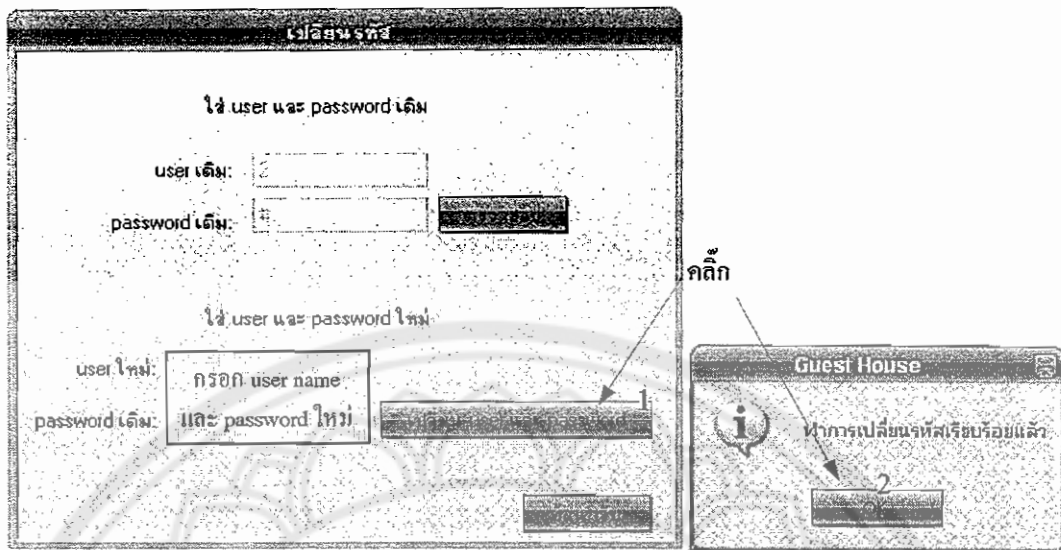 เปลี่ยนรหัส
ใส่ user และ password เดิม
user เดิม:
password เดิม:
คลิ๊ก
ใส่ user และ password ใหม่
user ใหม่:
กรอก user name
password เดิม:
และ password ใหม่
1
Guest House
ทำการเปลี่ยนรหัสเรียบร้อยแล้ว
2
OK